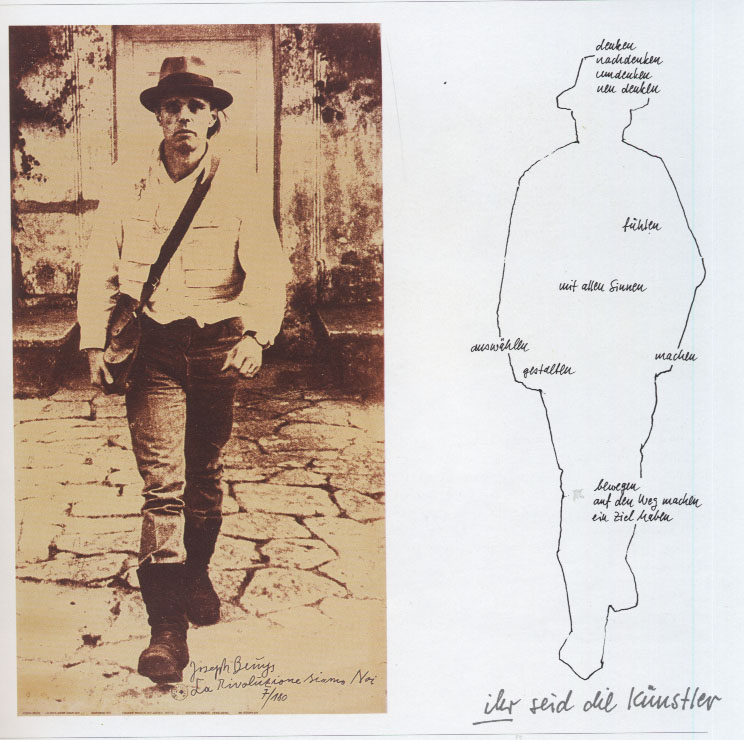 denken
nachdenken
umdenken
neu denken
fühlen
mit allen Sinnen
auswählen
gestalten
machen
bewegen
auf den Weg machen
ein Ziel haben
Joseph Beuys
La Rivoluzione siamo Noi
7/180
ihr seid die Künstler